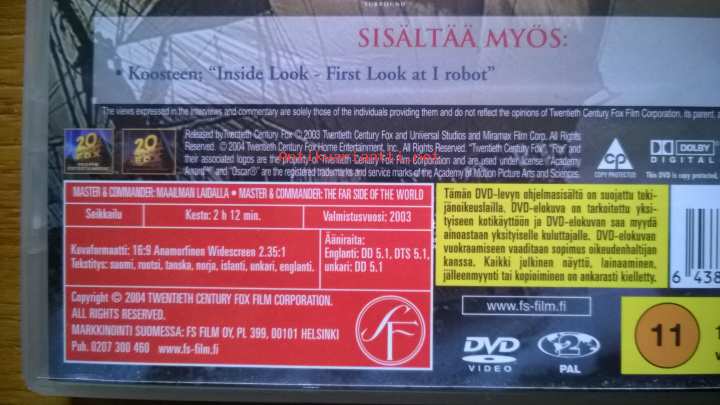 SURROUND
SISÄLTÄÄ MYÖS:
• Koosteen; "Inside Look - First Look at I robot"
The views expressed in the interviews and commentary are solely those of the individuals providing them and do not reflect the opinions of Twentieth Century Fox Film Corporation, its parent,
Released by Twentieth Century Fox © 2003 Twentieth Century Fox and Universal Studios and Miramax Film Corp. All Rights
Reserved. © 2004 Twentieth Century Fox Home Entertainment, Inc. All Rights Reserved. "Twentieth Century Fox", "Fox" and
their associated logos are the property of Twentieth Century Fox Film Corporation and are used under license "Academy
Award®" and "Oscar®" are the registered trademarks and service marks of the Academy of Motion Picture Arts and Sciences.
COPY PROTECTED
DOLBY
DIGITAL
This DVD is copy protected.
MASTER & COMMANDER: MAAILMAN LAIDALLA • MASTER & COMMANDER: THE FAR SIDE OF THE WORLD
Seikkailu
Kesto: 2 h 12 min.
Valmistusvuosi: 2003
Kuvaformaatti: 16:9 Anamorfinen Widescreen 2.35:1
Tekstitys: suomi, ruotsi, tanska, norja, islanti, unkari, englanti.
Ääniraita:
Englanti: DD 5.1, DTS 5.1,
unkari: DD 5.1
Copyright © 2004 TWENTIETH CENTURY FOX FILM CORPORATION.
ALL RIGHTS RESERVED.
MARKKINOINTI SUOMESSA: FS FILM OY, PL 399, 00101 HELSINKI
Puh. 0207 300 460 www.fs-film.fi
SF
Tämän DVD-levyn ohjelmasisältö on suojattu teki-
jänoikeuslailla. DVD-elokuva on tarkoitettu yksi-
tyiseen kotikäyttöön ja DVD-elokuvan saa myydä
ainoastaan yksityiselle kuluttajalle. DVD-elokuvan
vuokraamiseen vaaditaan sopimus oikeudenhaltijan
kanssa. Kaikki julkinen näyttö, lainaaminen,
jälleenmyynti tai kopioiminen on ankarasti kielletty.
6 438
www.fs-film.fi
DVD
VIDEO
2
PAL
11